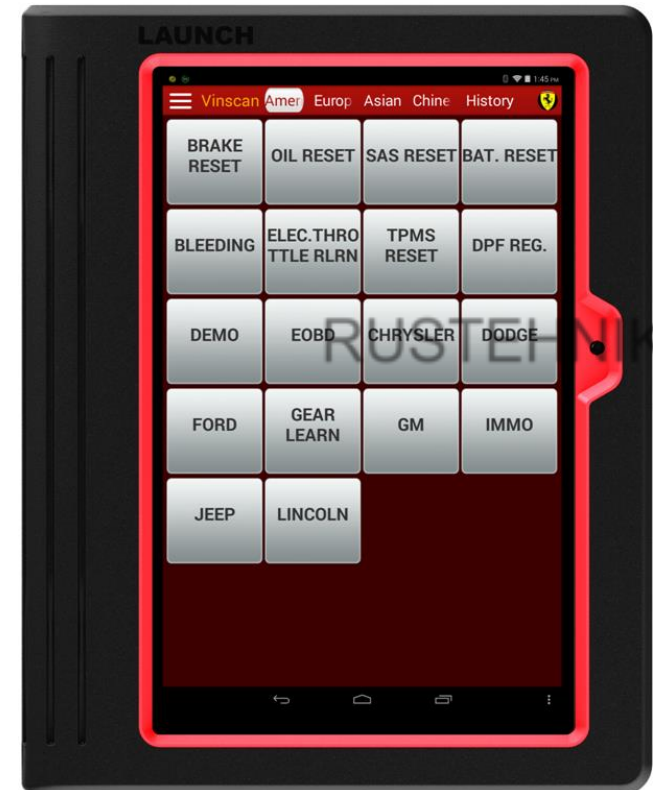 LAUNCH
1:45 PM
Vinscan Amer Europ Asian Chine History
BRAKE
RESET
OIL RESET
SAS RESET
BAT. RESET
BLEEDING
ELEC.THRO
TTLE RLRN
TPMS
RESET
DPF REG.
DEMO
EOBD
CHRYSLER
DODGE
RUSTEHNIK
FORD
GEAR
LEARN
GM
IMMO
JEEP
LINCOLN